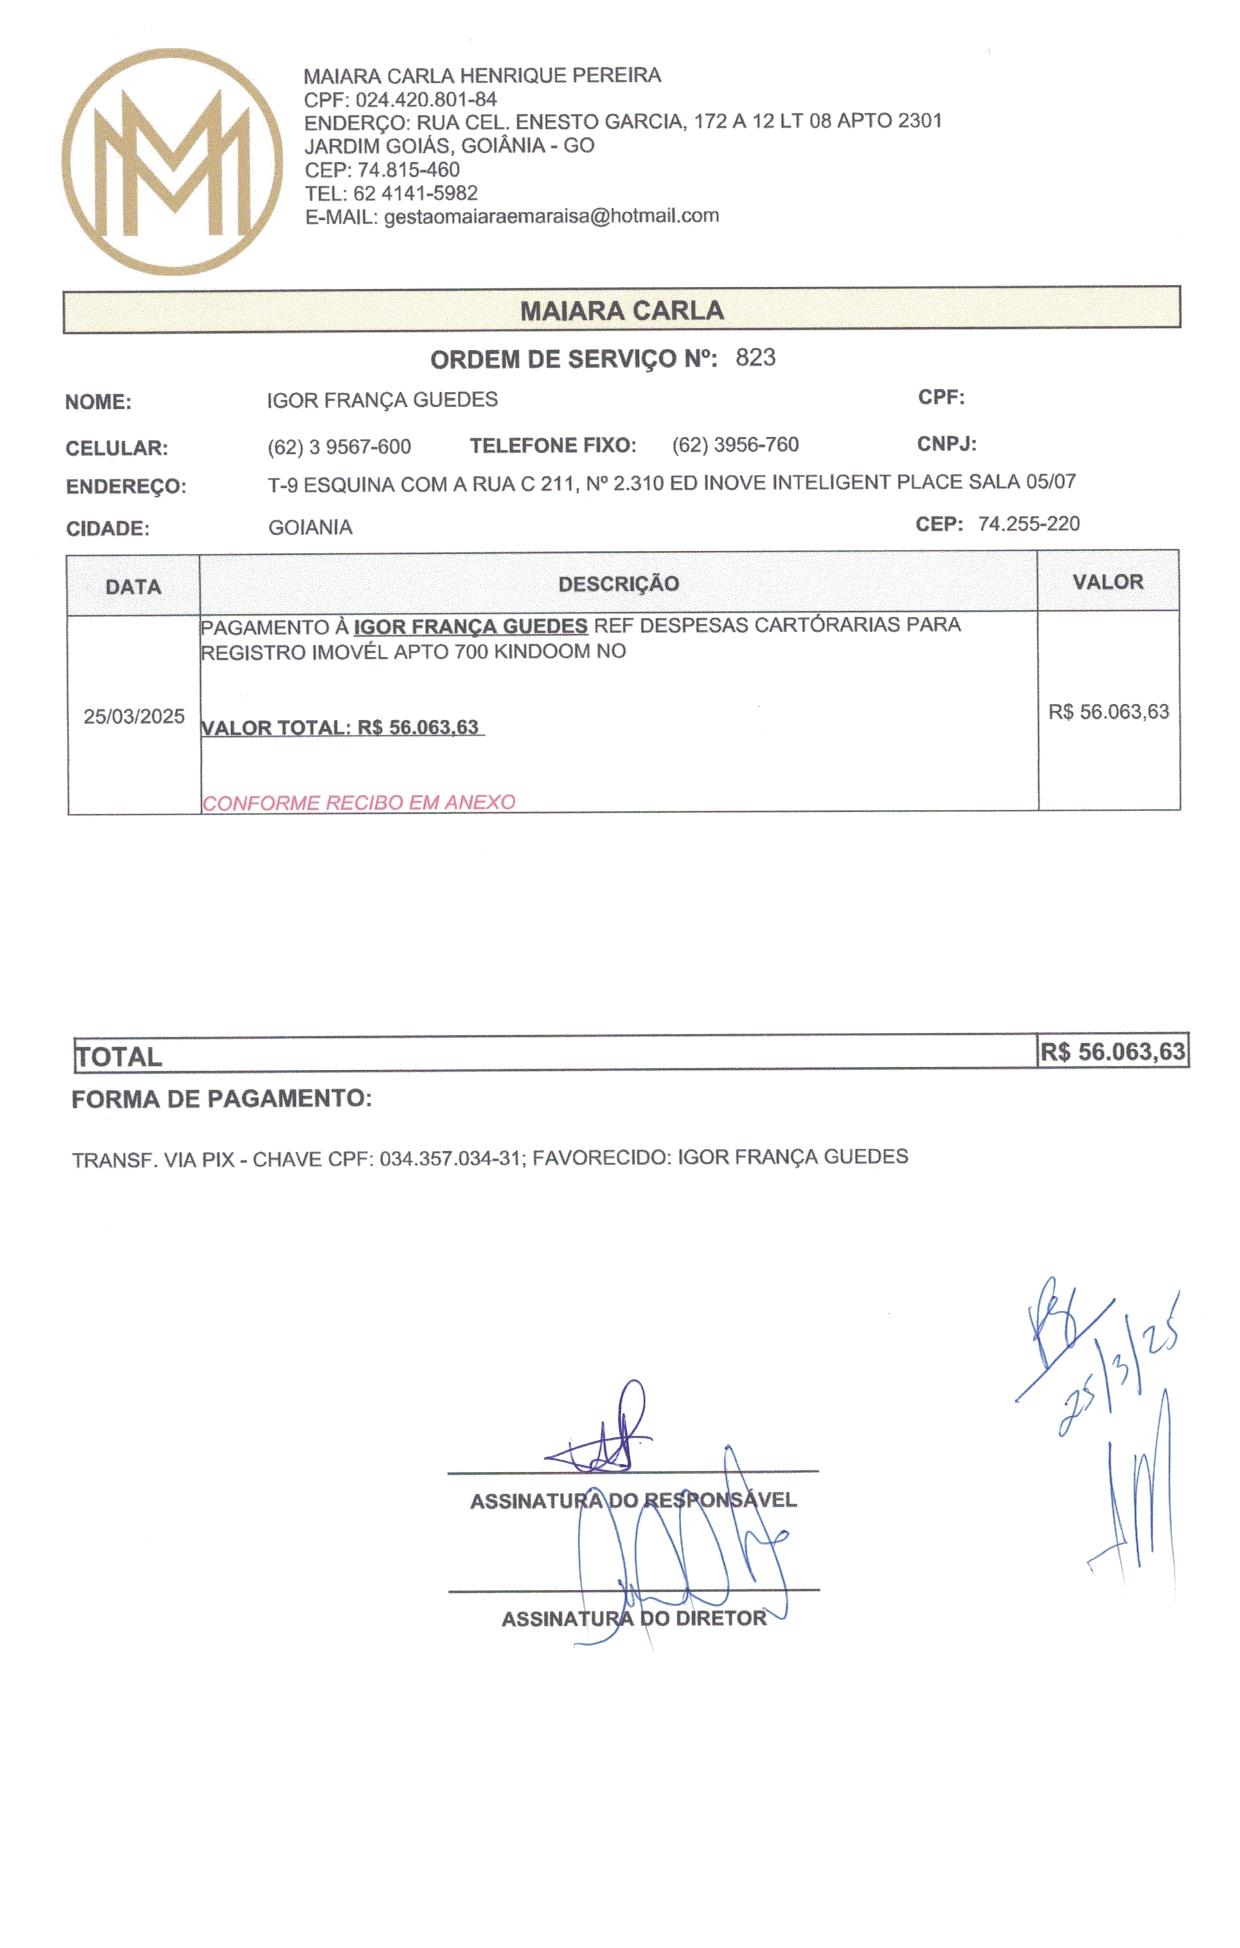 MAIARA CARLA HENRIQUE PEREIRA
CPF: 024.420.801-84
ENDERÇO: RUA CEL. ENESTO GARCIA, 172 A 12 LT 08 APTO 2301
JARDIM GOIÁS, GOIÂNIA - GO
CEP: 74.815-460
TEL: 62 4141-5982
E-MAIL: gestaomaiaraemaraisa@hotmail.com
MAIARA CARLA
ORDEM DE SERVIÇO Nº: 823
NOME: IGOR FRANÇA GUEDES CPF:
CELULAR: (62) 3 9567-600 TELEFONE FIXO: (62) 3956-760 CNPJ:
ENDEREÇO: T-9 ESQUINA COM A RUA C 211, Nº 2.310 ED INOVE INTELIGENT PLACE SALA 05/07
CIDADE: GOIANIA CEP: 74.255-220
DATA DESCRIÇÃO VALOR
PAGAMENTO À IGOR FRANÇA GUEDES REF DESPESAS CARTÓRARIAS PARA
REGISTRO IMOVÉL APTO 700 KINDOOM NO
25/03/2025 VALOR TOTAL: R$ 56.063,63 R$ 56.063,63
CONFORME RECIBO EM ANEXO
TOTAL R$ 56.063,63
FORMA DE PAGAMENTO:
TRANSF. VIA PIX - CHAVE CPF: 034.357.034-31; FAVORECIDO: IGOR FRANÇA GUEDES
25/3/25
ASSINATURA DO RESPONSÁVEL
ASSINATURA DO DIRETOR